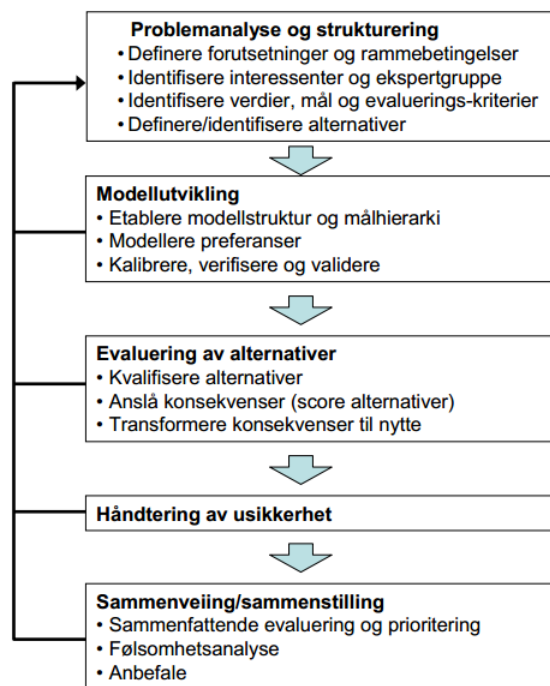 Problemanalyse og strukturering
• Definere forutsetninger og rammebetingelser
• Identifisere interessenter og ekspertgruppe
• Identifisere verdier, mål og evaluerings-kriterier
• Definere/identifisere alternativer
Modellutvikling
• Etablere modellstruktur og målhierarki
• Modellere preferanser
• Kalibrere, verifisere og validere
Evaluering av alternativer
• Kvalifisere alternativer
• Anslå konsekvenser (score alternativer)
• Transformere konsekvenser til nytte
Håndtering av usikkerhet
Sammenveiing/sammenstilling
• Sammenfattende evaluering og prioritering
• Følsomhetsanalyse
• Anbefale